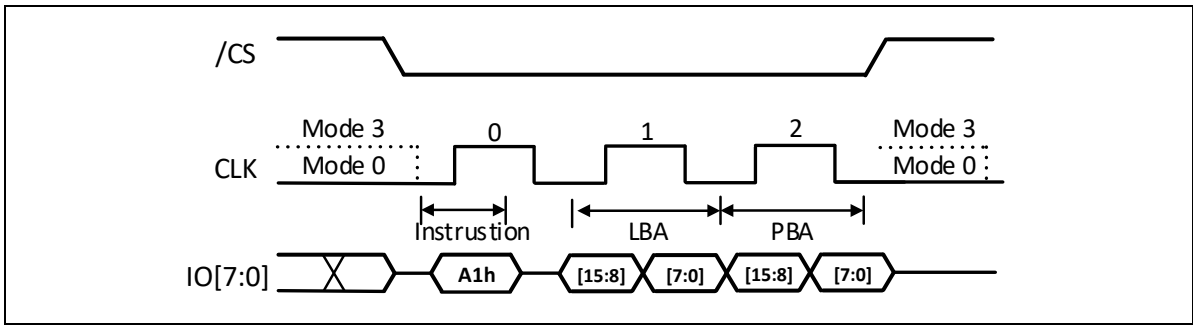 /CS
Mode 3 0 1 2 Mode 3
CLK Mode 0 Mode 0
Instrustion LBA PBA
IO[7:0] A1h [15:8] [7:0] [15:8] [7:0]